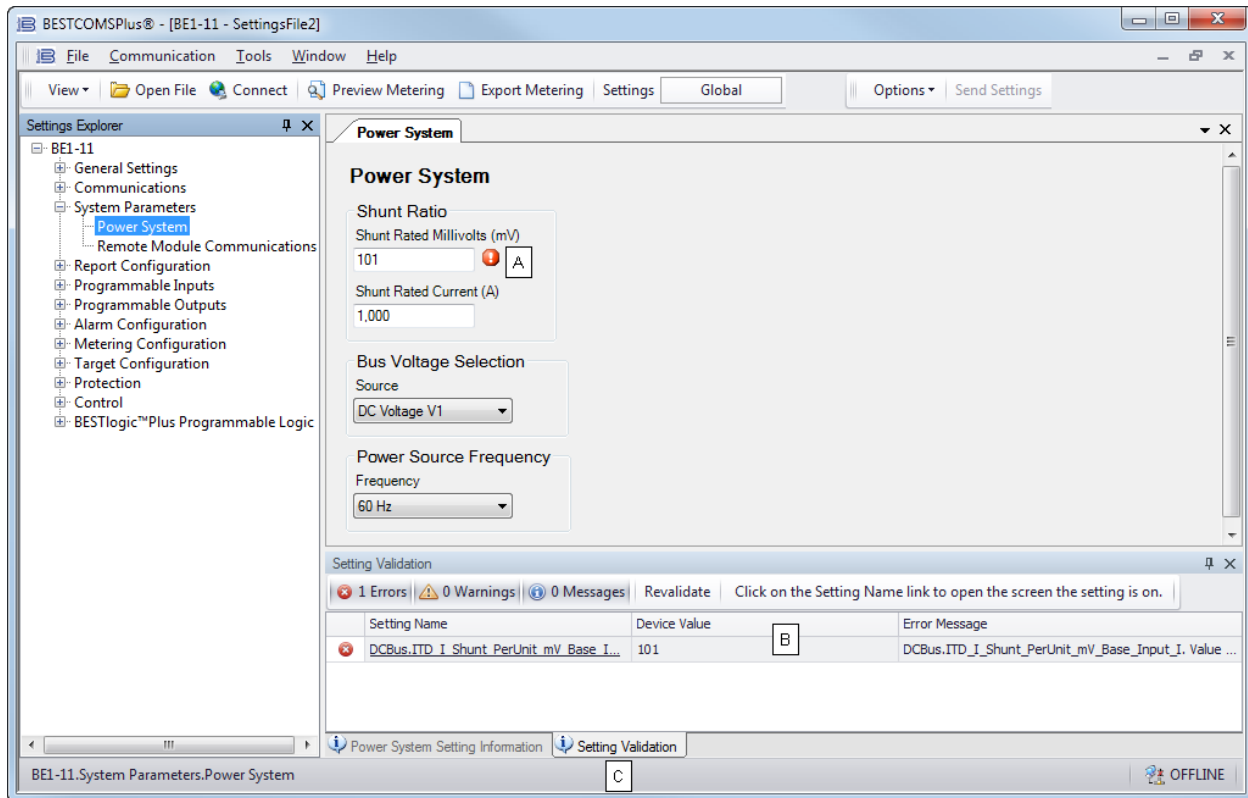 BESTCOMSPlus® - [BE1-11 - SettingsFile2]
File Communication Tools Window Help
View Open File Connect Preview Metering Export Metering Settings Global Options Send Settings
Settings Explorer
BE1-11
General Settings
Communications
System Parameters
Power System
Remote Module Communications
Report Configuration
Programmable Inputs
Programmable Outputs
Alarm Configuration
Metering Configuration
Target Configuration
Protection
Control
BESTlogic™Plus Programmable Logic
Power System
Power System
Shunt Ratio
Shunt Rated Millivolts (mV)
101
A
Shunt Rated Current (A)
1,000
Bus Voltage Selection
Source
DC Voltage V1
Power Source Frequency
Frequency
60 Hz
Setting Validation
1 Errors 0 Warnings 0 Messages Revalidate Click on the Setting Name link to open the screen the setting is on.
Setting Name Device Value Error Message
B
DCBus.ITD_I_Shunt_PerUnit_mV_Base_I... 101 DCBus.ITD_I_Shunt_PerUnit_mV_Base_Input_I. Value ...
Power System Setting Information Setting Validation
C
BE1-11.System Parameters.Power System OFFLINE